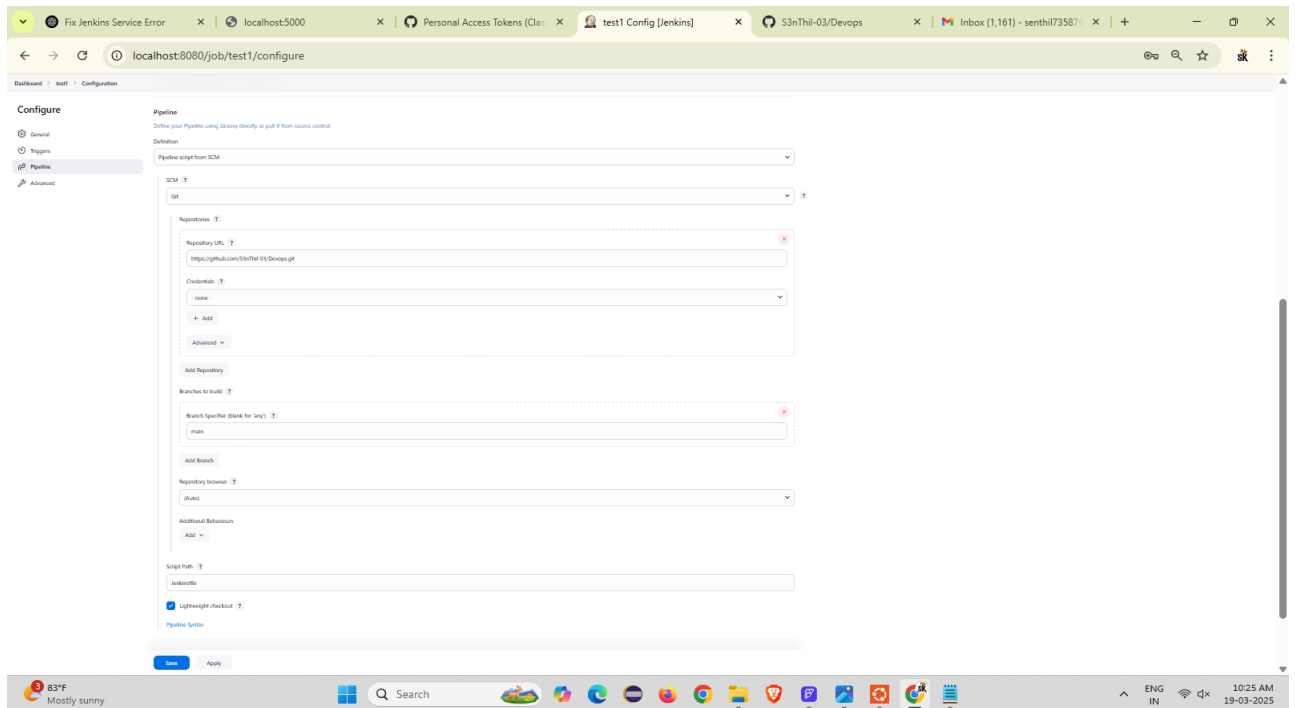 Fix Jenkins Service Error
localhost:5000
Personal Access Tokens (Clas
test1 Config [Jenkins]
S3nThil-03/Devops
Inbox (1,161) - senthil73587
localhost:8080/job/test1/configure
sk
Dashboard > test1 > Configuration
Configure
General
Triggers
Pipeline
Advanced
Pipeline
Define your Pipeline using Groovy directly or pull it from source control.
Definition
Pipeline script from SCM
SCM ?
Git
?
Repositories ?
Repository URL ?
https://github.com/S3nThil-03/Devops.git
Credentials ?
- none -
+ Add
Advanced
Add Repository
Branches to build ?
Branch Specifier (blank for 'any') ?
main
Add Branch
Repository browser ?
(Auto)
Additional Behaviours
Add
Script Path ?
Jenkinsfile
Lightweight checkout ?
Pipeline Syntax
Save Apply
3
83°F
Mostly sunny
Search
sk
ENG
IN
10:25 AM
19-03-2025